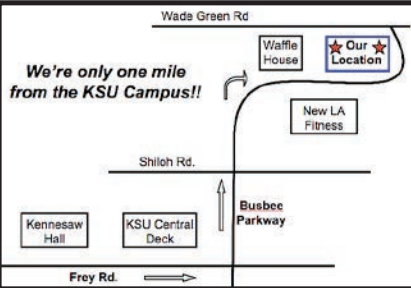 Wade Green Rd
Waffle
House
Our
Location
We're only one mile
from the KSU Campus!!
New LA
Fitness
Shiloh Rd.
Busbee
Parkway
Kennesaw
Hall
KSU Central
Deck
Frey Rd.